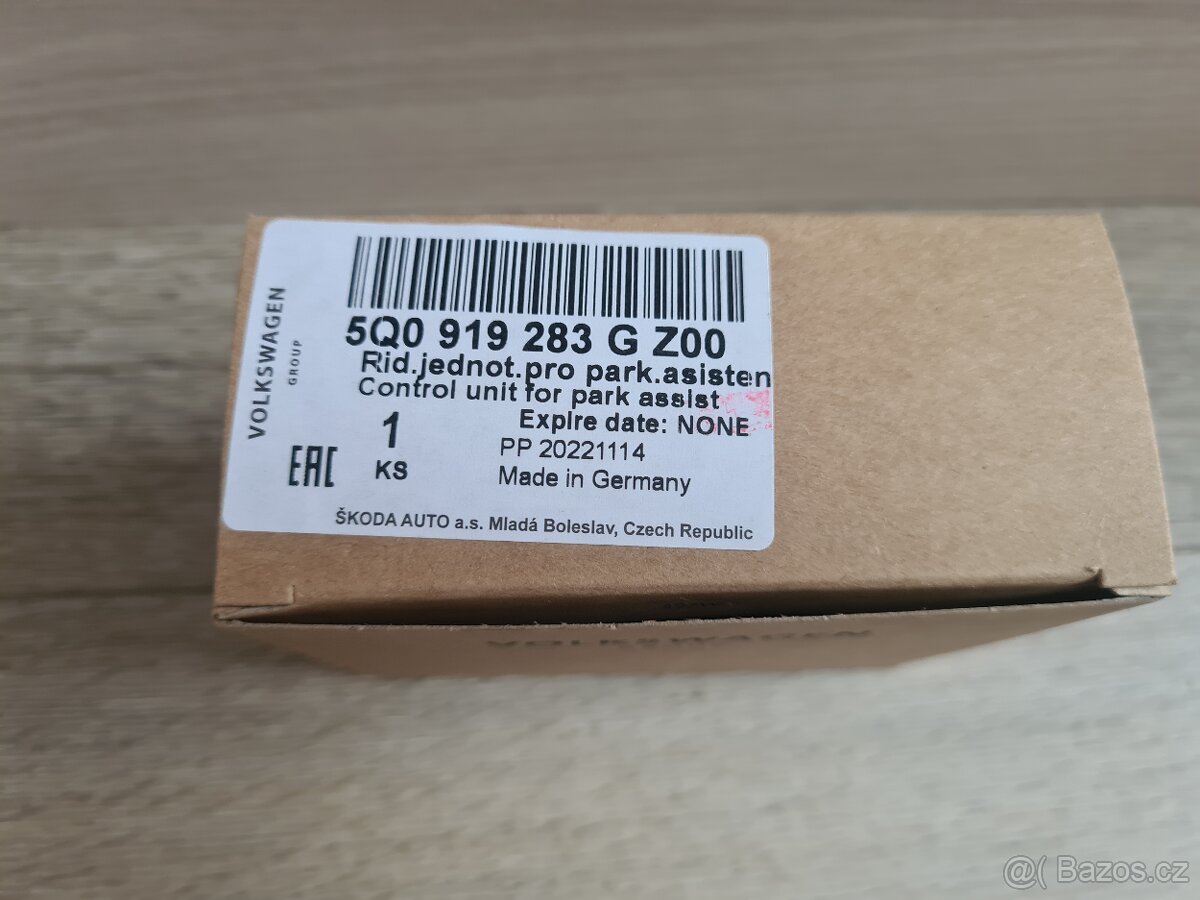 VOLKSWAGEN
GROUP
5Q0 919 283 G Z00
Rid.jednot.pro park.asisten
Control unit for park assist
Expire date: NONE
1
KS
PP 20221114
Made in Germany
EAC
ŠKODA AUTO a.s. Mladá Boleslav, Czech Republic
VOLKSWAGEN
@( Bazos.cz